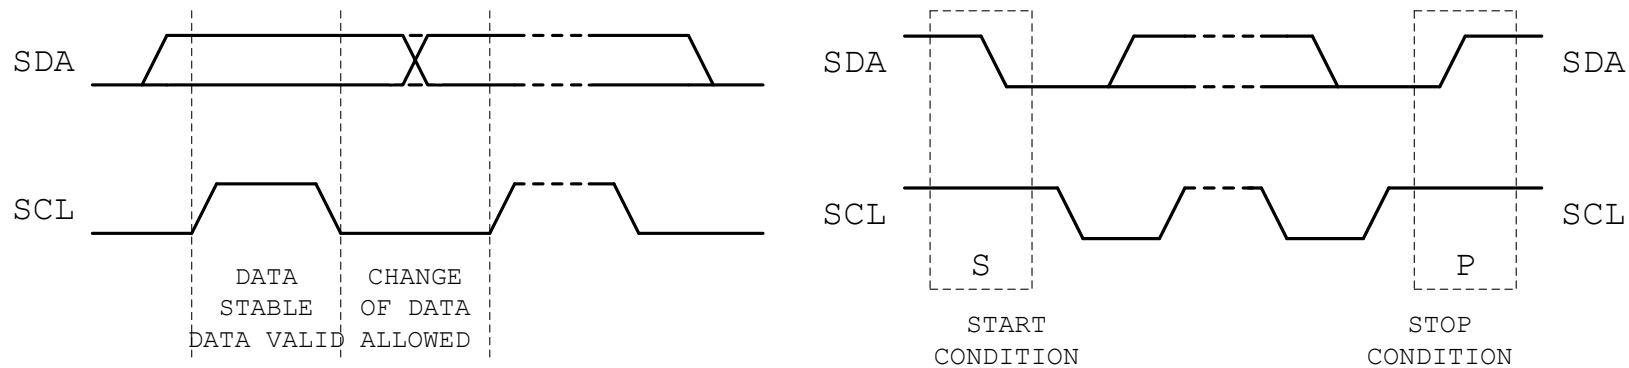 SDA
SCL
DATA
STABLE
DATA VALID
CHANGE
OF DATA
ALLOWED
SDA
SDA
SCL
SCL
S
P
START
CONDITION
STOP
CONDITION